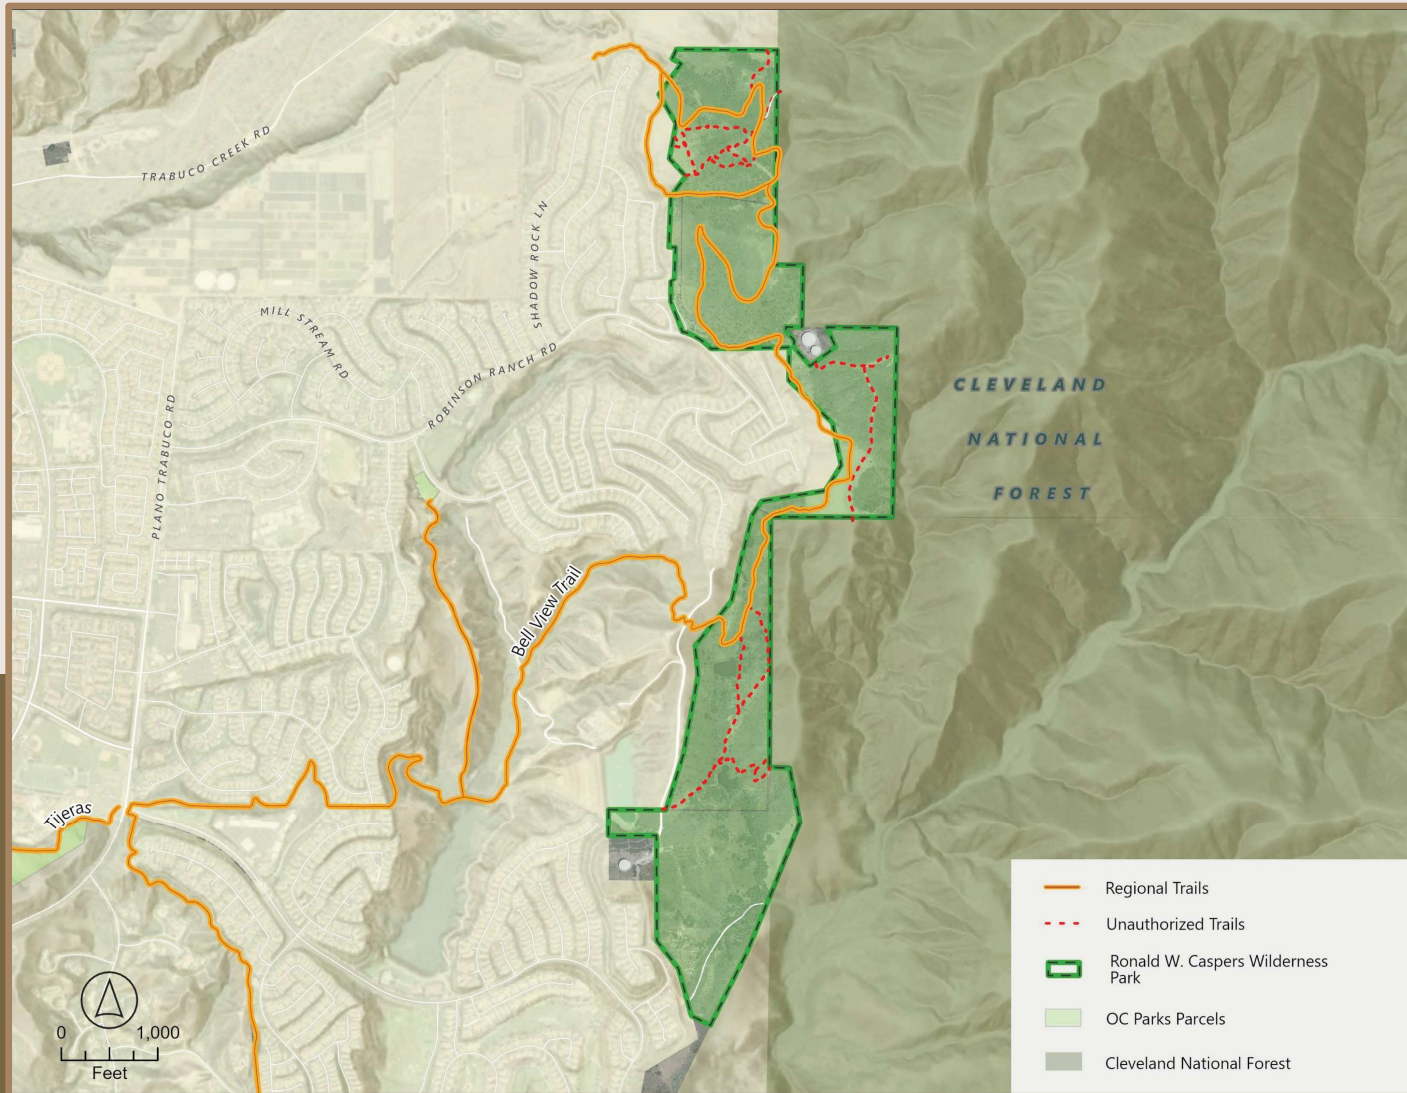 TRABUCO CREEK RD
SHADOW ROCK LN
MILL STREAM RD
ROBINSON RANCH RD
PLANO TRABUCO RD
CLEVELAND
NATIONAL
FOREST
Bell View Trail
Tijeras
0 1,000
Feet
Regional Trails
Unauthorized Trails
Ronald W. Caspers Wilderness
Park
OC Parks Parcels
Cleveland National Forest